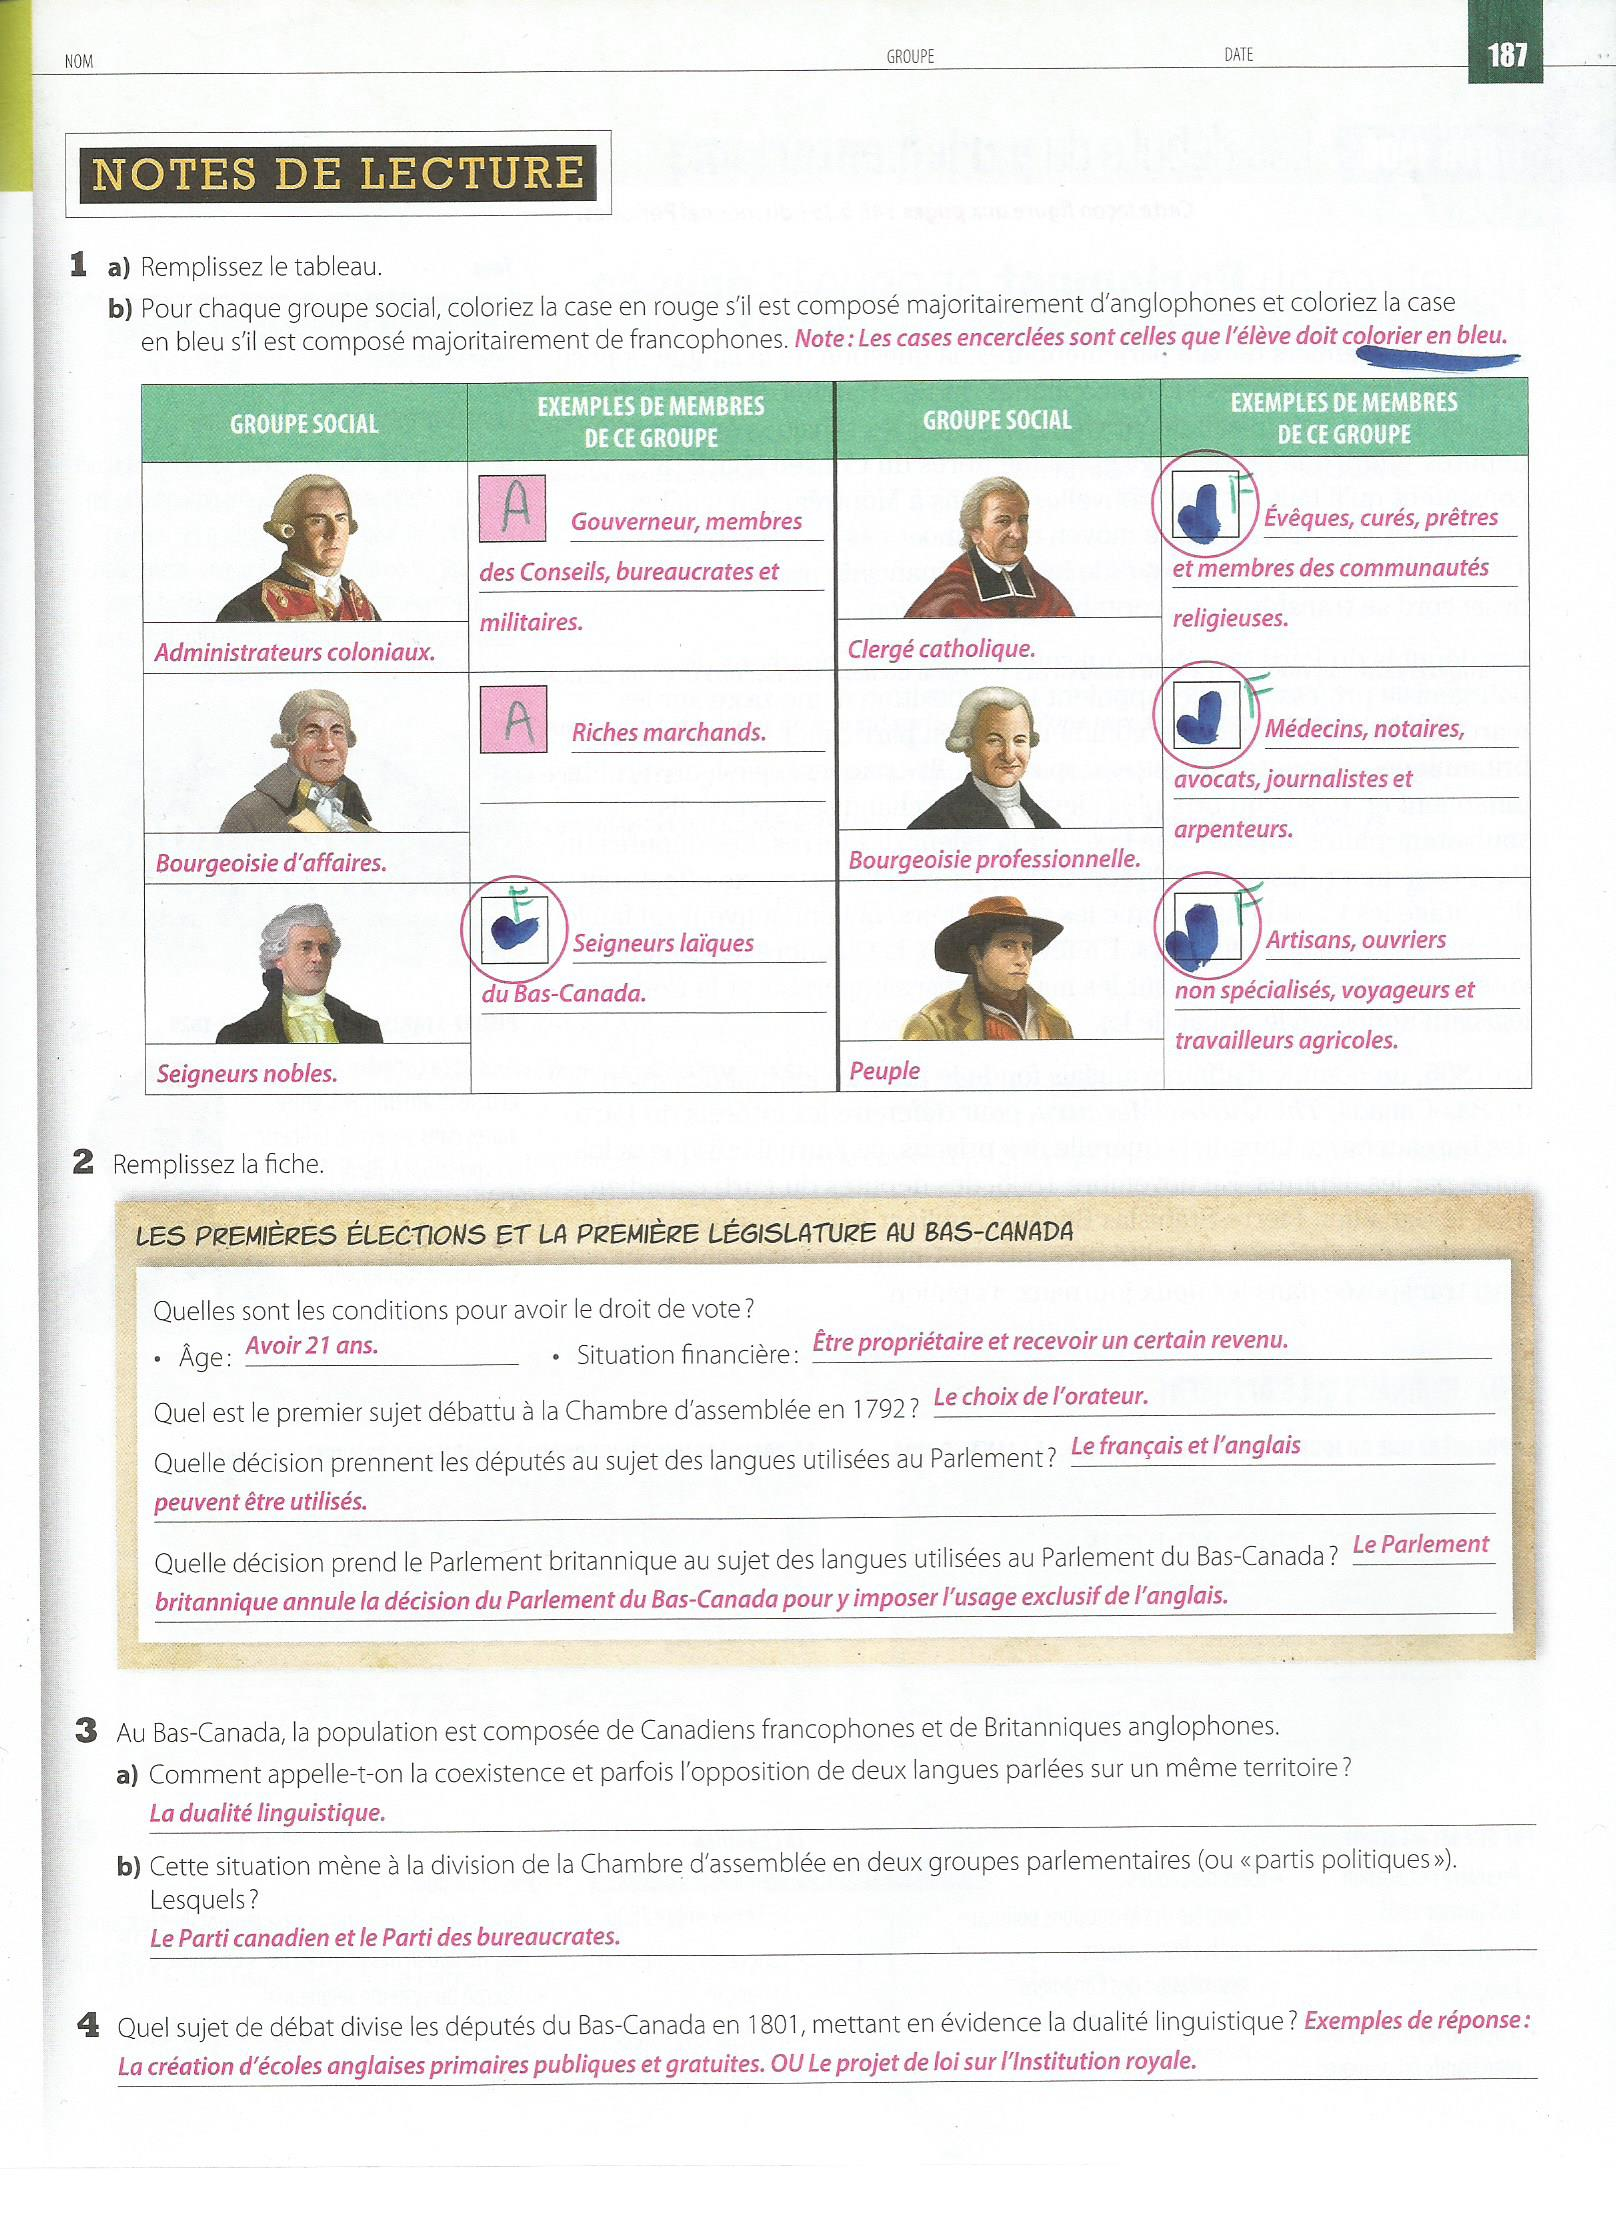 NOM GROUPE DATE 187
NOTES DE LECTURE
1 a) Remplissez le tableau.
b) Pour chaque groupe social, coloriez la case en rouge s'il est composé majoritairement d'anglophones et coloriez la case
en bleu s'il est composé majoritairement de francophones. Note : Les cases encerclées sont celles que l'élève doit colorier en bleu.
GROUPE SOCIAL
EXEMPLES DE MEMBRES
DE CE GROUPE
GROUPE SOCIAL
EXEMPLES DE MEMBRES
DE CE GROUPE
Administrateurs coloniaux.
A Gouverneur, membres
des Conseils, bureaucrates et
militaires.
Clergé catholique.
F Évêques, curés, prêtres
et membres des communautés
religieuses.
Bourgeoisie d'affaires.
A Riches marchands.
Bourgeoisie professionnelle.
F Médecins, notaires,
avocats, journalistes et
arpenteurs.
Seigneurs nobles.
F Seigneurs laïques
du Bas-Canada.
Peuple
F Artisans, ouvriers
non spécialisés, voyageurs et
travailleurs agricoles.
2 Remplissez la fiche.
LES PREMIÈRES ÉLECTIONS ET LA PREMIÈRE LÉGISLATURE AU BAS-CANADA
Quelles sont les conditions pour avoir le droit de vote ?
• Âge : Avoir 21 ans. • Situation financière : Être propriétaire et recevoir un certain revenu.
Quel est le premier sujet débattu à la Chambre d'assemblée en 1792 ? Le choix de l'orateur.
Quelle décision prennent les députés au sujet des langues utilisées au Parlement ? Le français et l'anglais
peuvent être utilisés.
Quelle décision prend le Parlement britannique au sujet des langues utilisées au Parlement du Bas-Canada ? Le Parlement
britannique annule la décision du Parlement du Bas-Canada pour y imposer l'usage exclusif de l'anglais.
3 Au Bas-Canada, la population est composée de Canadiens francophones et de Britanniques anglophones.
a) Comment appelle-t-on la coexistence et parfois l'opposition de deux langues parlées sur un même territoire ?
La dualité linguistique.
b) Cette situation mène à la division de la Chambre d'assemblée en deux groupes parlementaires (ou « partis politiques »).
Lesquels ?
Le Parti canadien et le Parti des bureaucrates.
4 Quel sujet de débat divise les députés du Bas-Canada en 1801, mettant en évidence la dualité linguistique ? Exemples de réponse :
La création d'écoles anglaises primaires publiques et gratuites. OU Le projet de loi sur l'Institution royale.